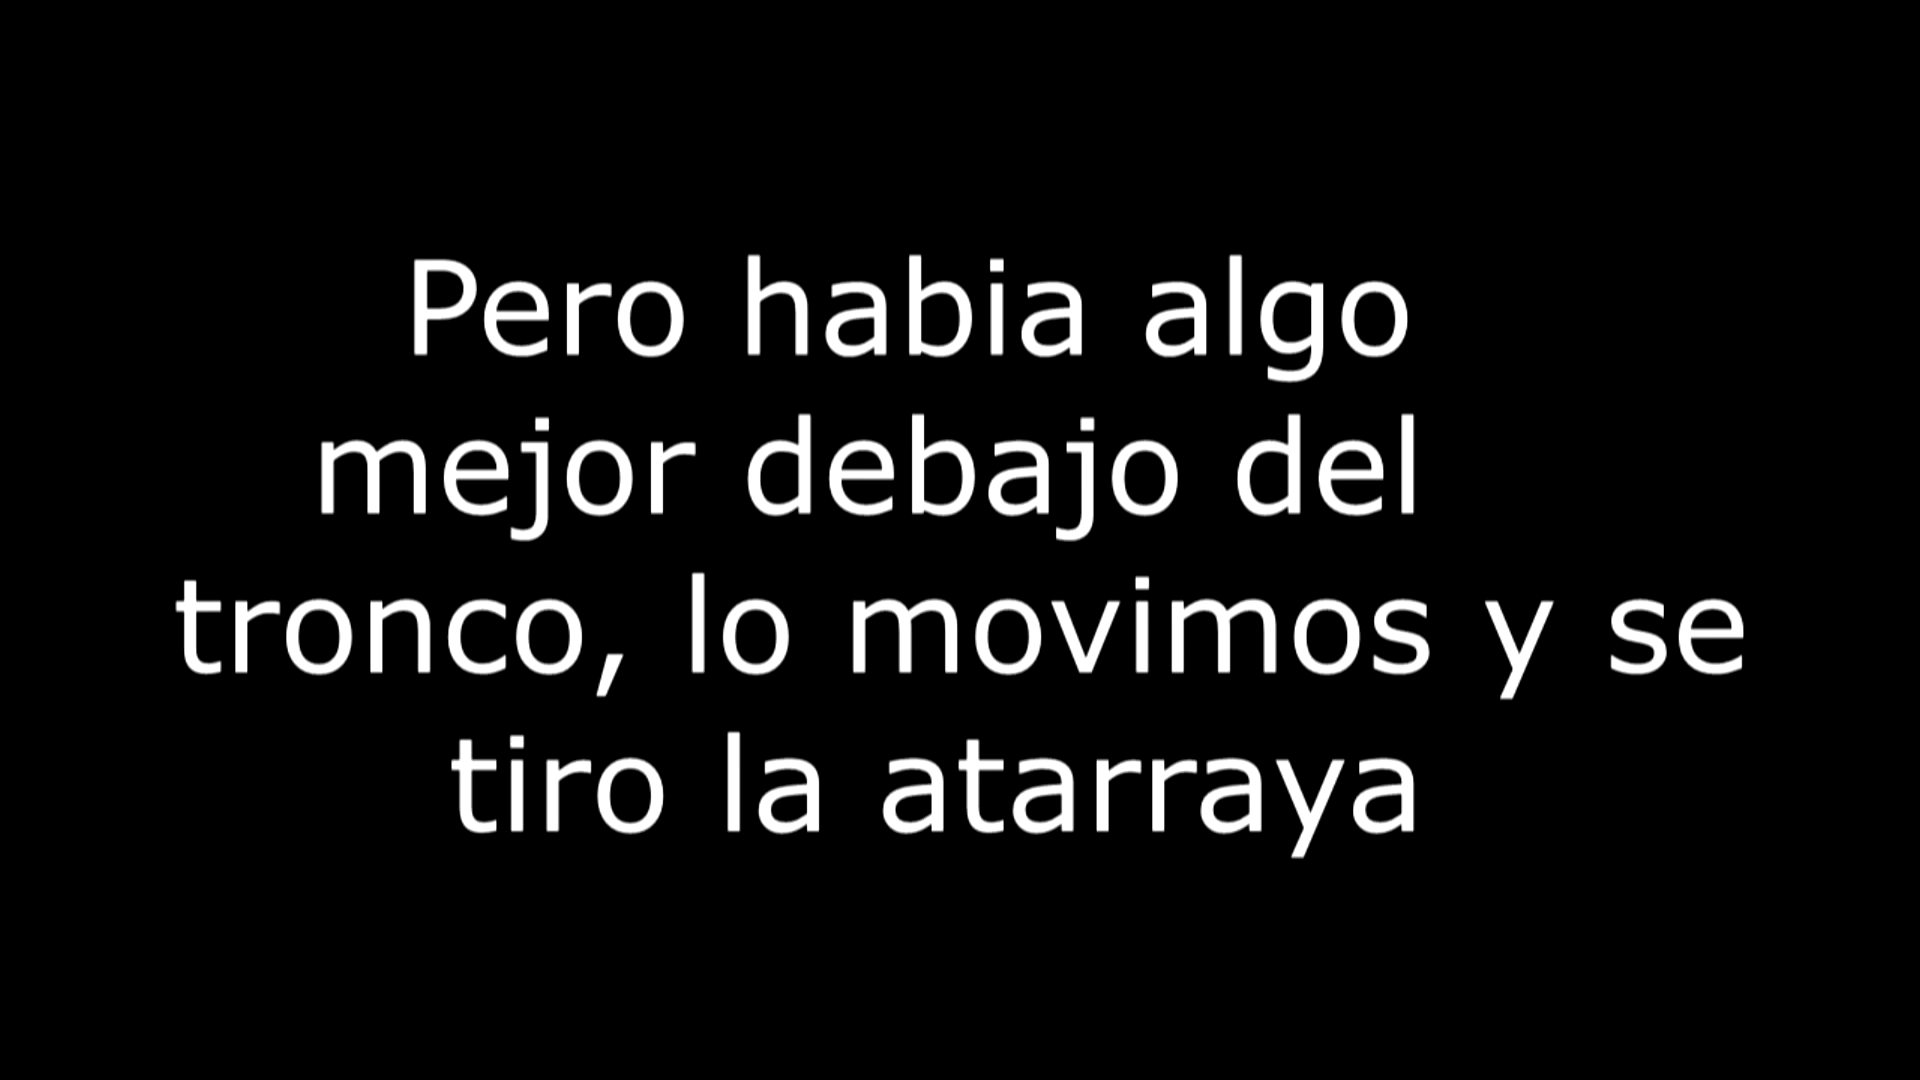 Pero habia algo
mejor debajo del
tronco, lo movimos y se
tiro la atarraya